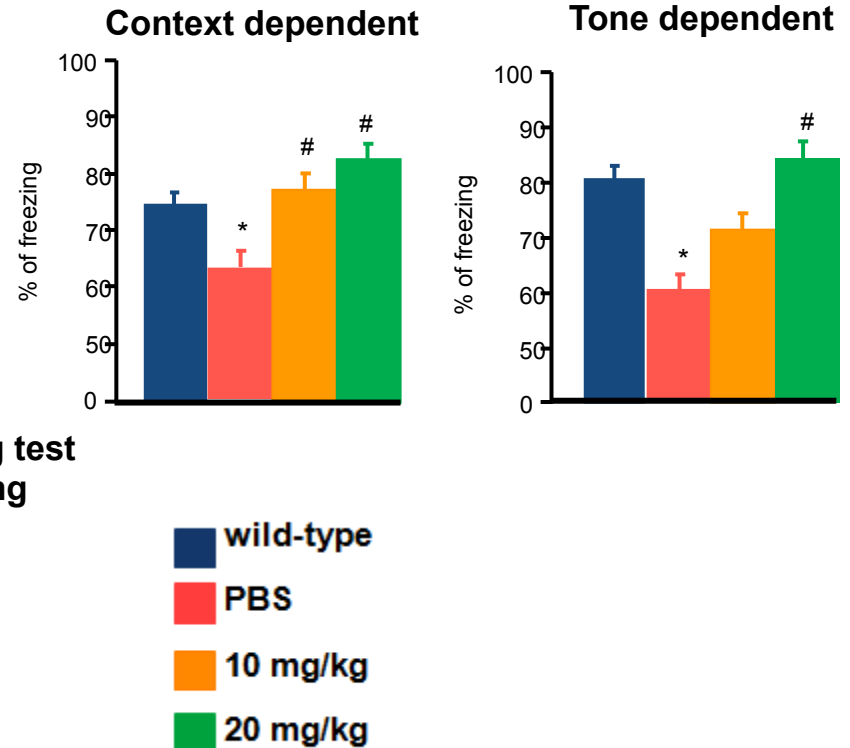 Context dependent
100
90
80
70
60
50
0
% of freezing
*
#
#
Tone dependent
100
90
80
70
60
50
0
% of freezing
*
#
g test
ng
wild-type
PBS
10 mg/kg
20 mg/kg